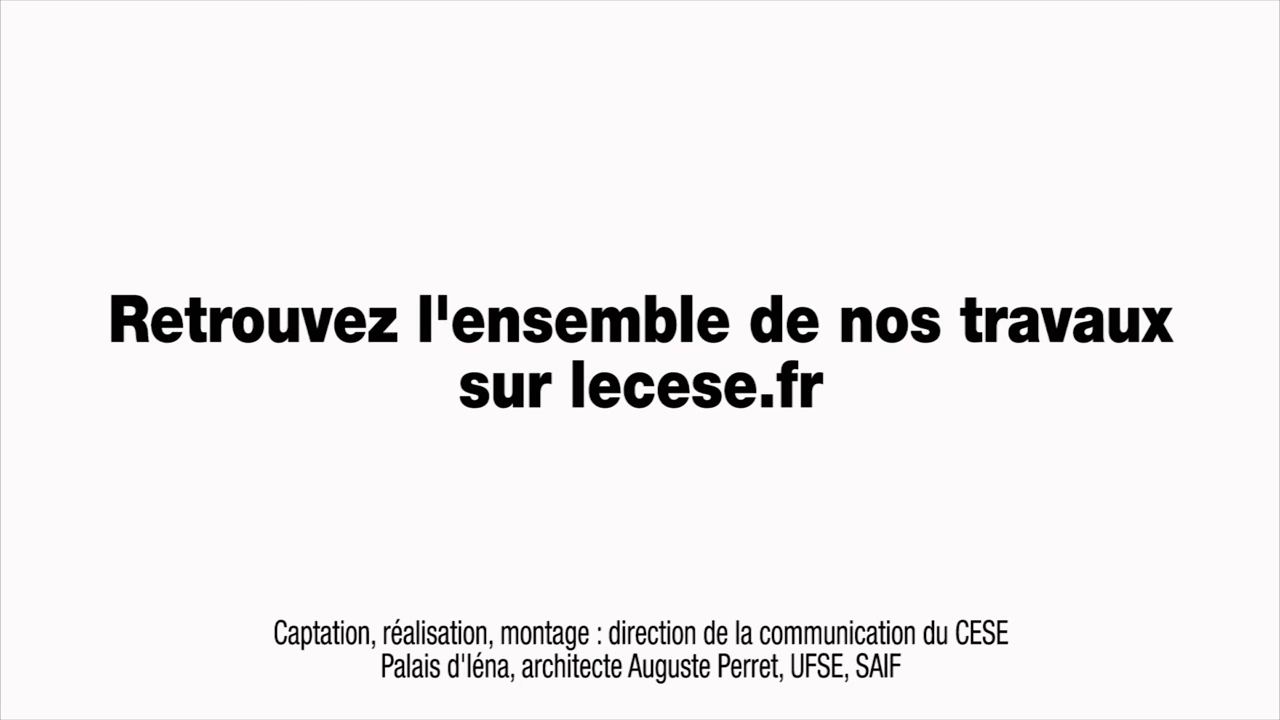 Retrouvez l'ensemble de nos travaux
sur lecese.fr
Captation, réalisation, montage : direction de la communication du CESE
Palais d'Iéna, architecte Auguste Perret, UFSE, SAIF